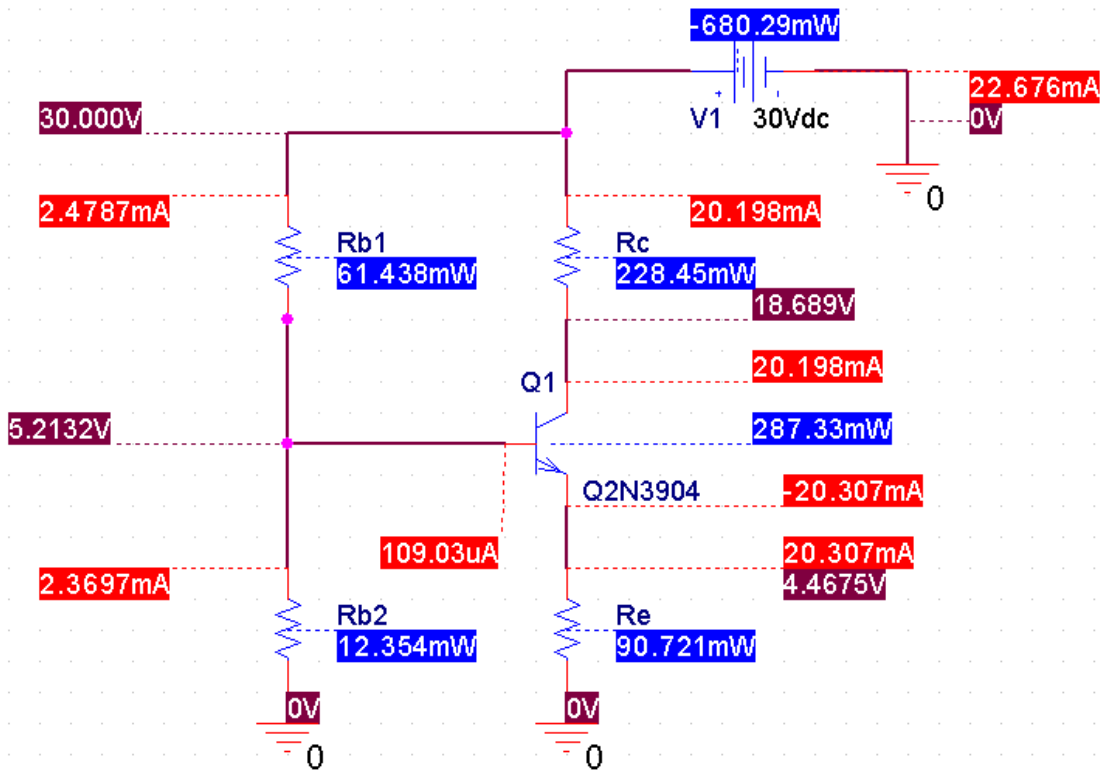 -680.29mW
22.676mA
30.000V
V1 30Vdc
0V
0
2.4787mA
20.198mA
Rb1
Rc
61.438mW
228.45mW
18.689V
20.198mA
Q1
5.2132V
287.33mW
Q2N3904
-20.307mA
109.03uA
20.307mA
2.3697mA
4.4675V
Rb2
Re
12.354mW
90.721mW
0V
0V
0
0